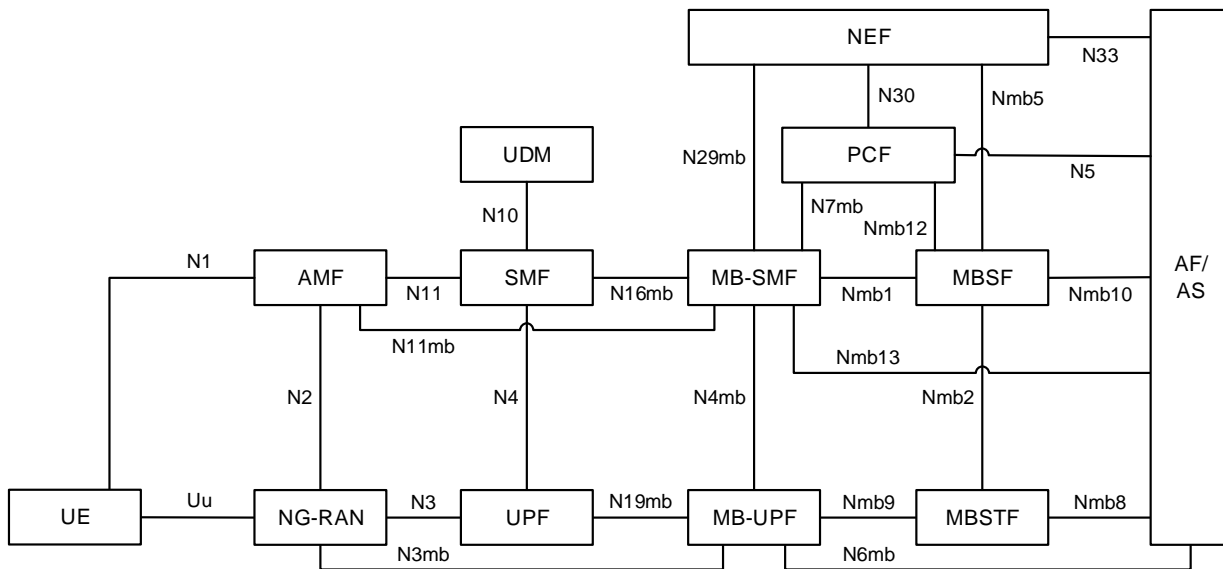 NEF
N33
N30
Nmb5
UDM
PCF
N29mb
N5
N10
N7mb
Nmb12
N1
AMF
N11
SMF
N16mb
MB-SMF
Nmb1
MBSF
Nmb10
AF/
AS
N11mb
Nmb13
N2
N4
N4mb
Nmb2
UE
Uu
NG-RAN
N3
UPF
N19mb
MB-UPF
Nmb9
MBSTF
Nmb8
N3mb
N6mb